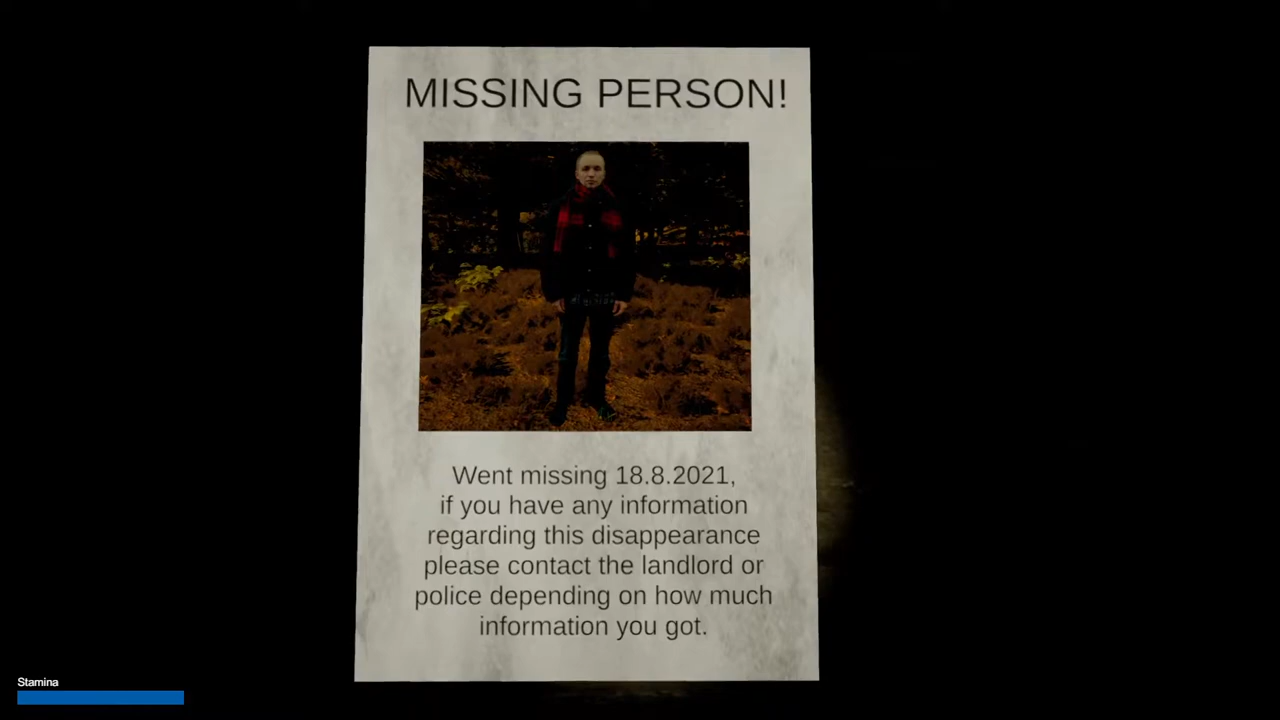 MISSING PERSON!
Went missing 18.8.2021,
if you have any information
regarding this disappearance
please contact the landlord or
police depending on how much
information you got.
Stamina